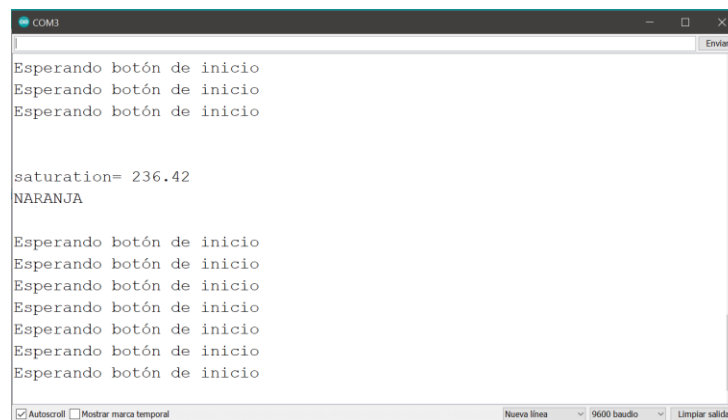 COM3
Enviar
Esperando botón de inicio
Esperando botón de inicio
Esperando botón de inicio
saturation= 236.42
NARANJA
Esperando botón de inicio
Esperando botón de inicio
Esperando botón de inicio
Esperando botón de inicio
Esperando botón de inicio
Esperando botón de inicio
Esperando botón de inicio
Autoscroll Mostrar marca temporal Nueva línea 9600 baudio Limpiar salida